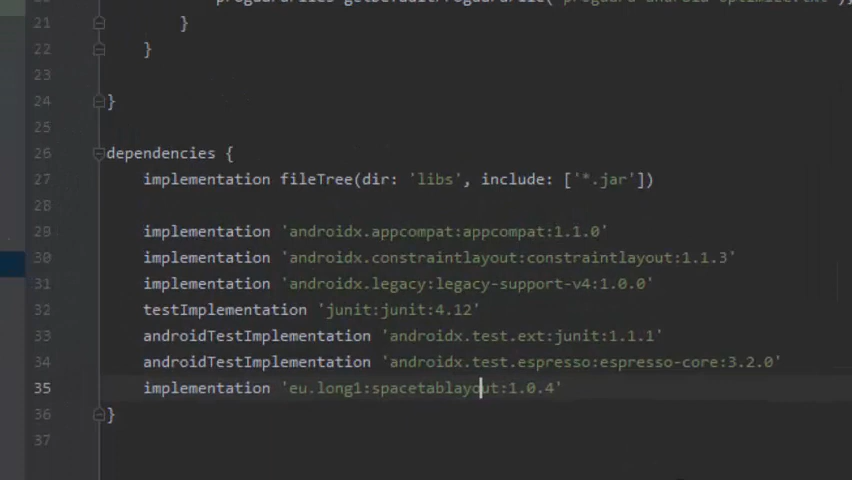 21 }
22 }
23
24 }
25
26 dependencies {
27 implementation fileTree(dir: 'libs', include: ['*.jar'])
28
29 implementation 'androidx.appcompat:appcompat:1.1.0'
30 implementation 'androidx.constraintlayout:constraintlayout:1.1.3'
31 implementation 'androidx.legacy:legacy-support-v4:1.0.0'
32 testImplementation 'junit:junit:4.12'
33 androidTestImplementation 'androidx.test.ext:junit:1.1.1'
34 androidTestImplementation 'androidx.test.espresso:espresso-core:3.2.0'
35 implementation 'eu.long1:spacetablayout:1.0.4'
36 }
37